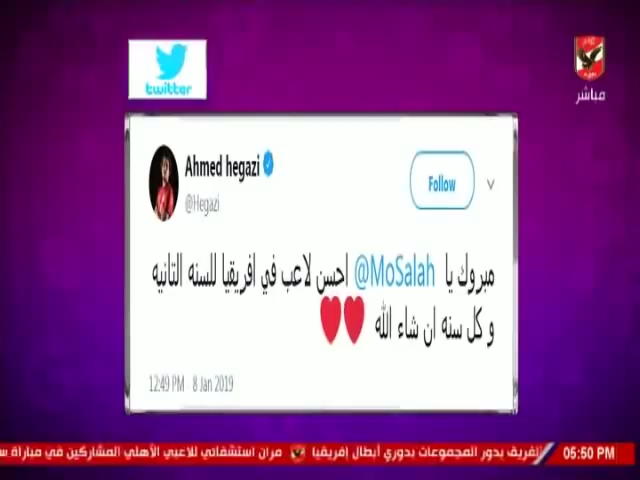 twitter
مباشر
Ahmed hegazi
@Hegazi
Follow
مبروك يا @MoSalah احسن لاعب في افريقيا للسنه التانيه
و كل سنه ان شاء الله ❤❤
12:49 PM 8 Jan 2019
الفريق بدور المجموعات بدوري أبطال إفريقيا مران استشفائي للاعبي الأهلي المشاركين في مباراة
05:50 PM